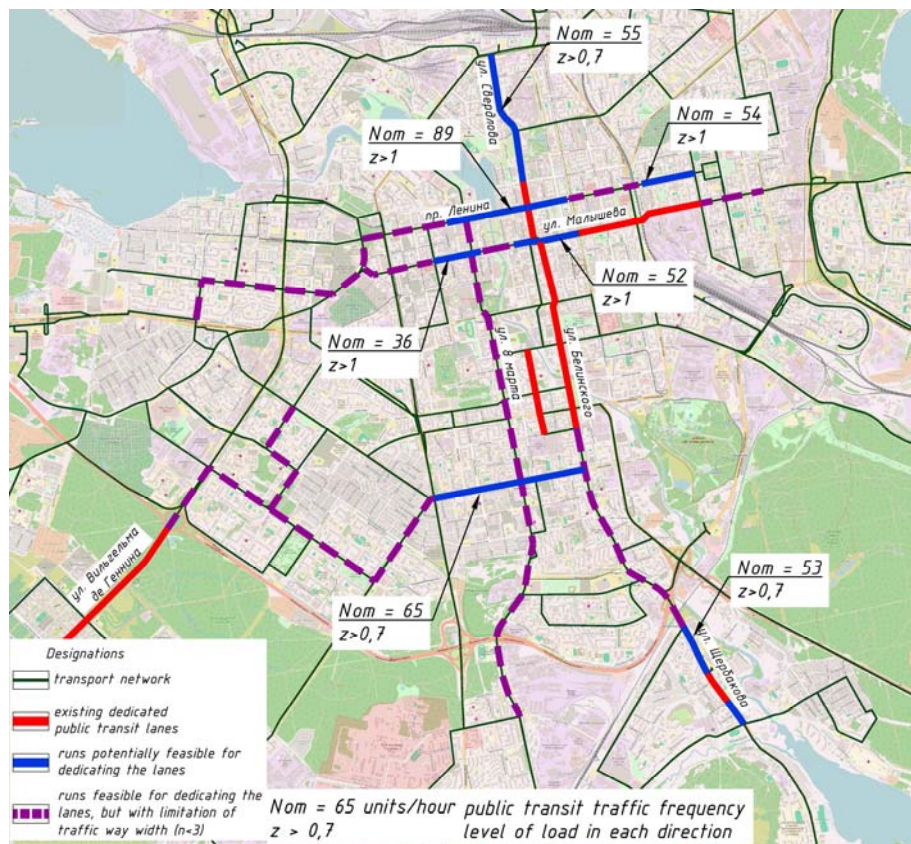 Nom = 55
z>0,7
ул. Свердлова
Nom = 89
z>1
Nom = 54
z>1
пр. Ленина
ул. Малышева
Nom = 52
z>1
Nom = 36
z>1
ул. 8 марта
ул. Белинского
ул. Вильгельма
де Геннина
Nom = 65
z>0,7
Nom = 53
z>0,7
ул. Щербакова
Designations
transport network
existing dedicated
public transit lanes
runs potentially feasible for
dedicating the lanes
runs feasible for dedicating the
lanes, but with limitation of
traffic way width (n<3)
Nom = 65 units/hour public transit traffic frequency
z > 0,7 level of load in each direction